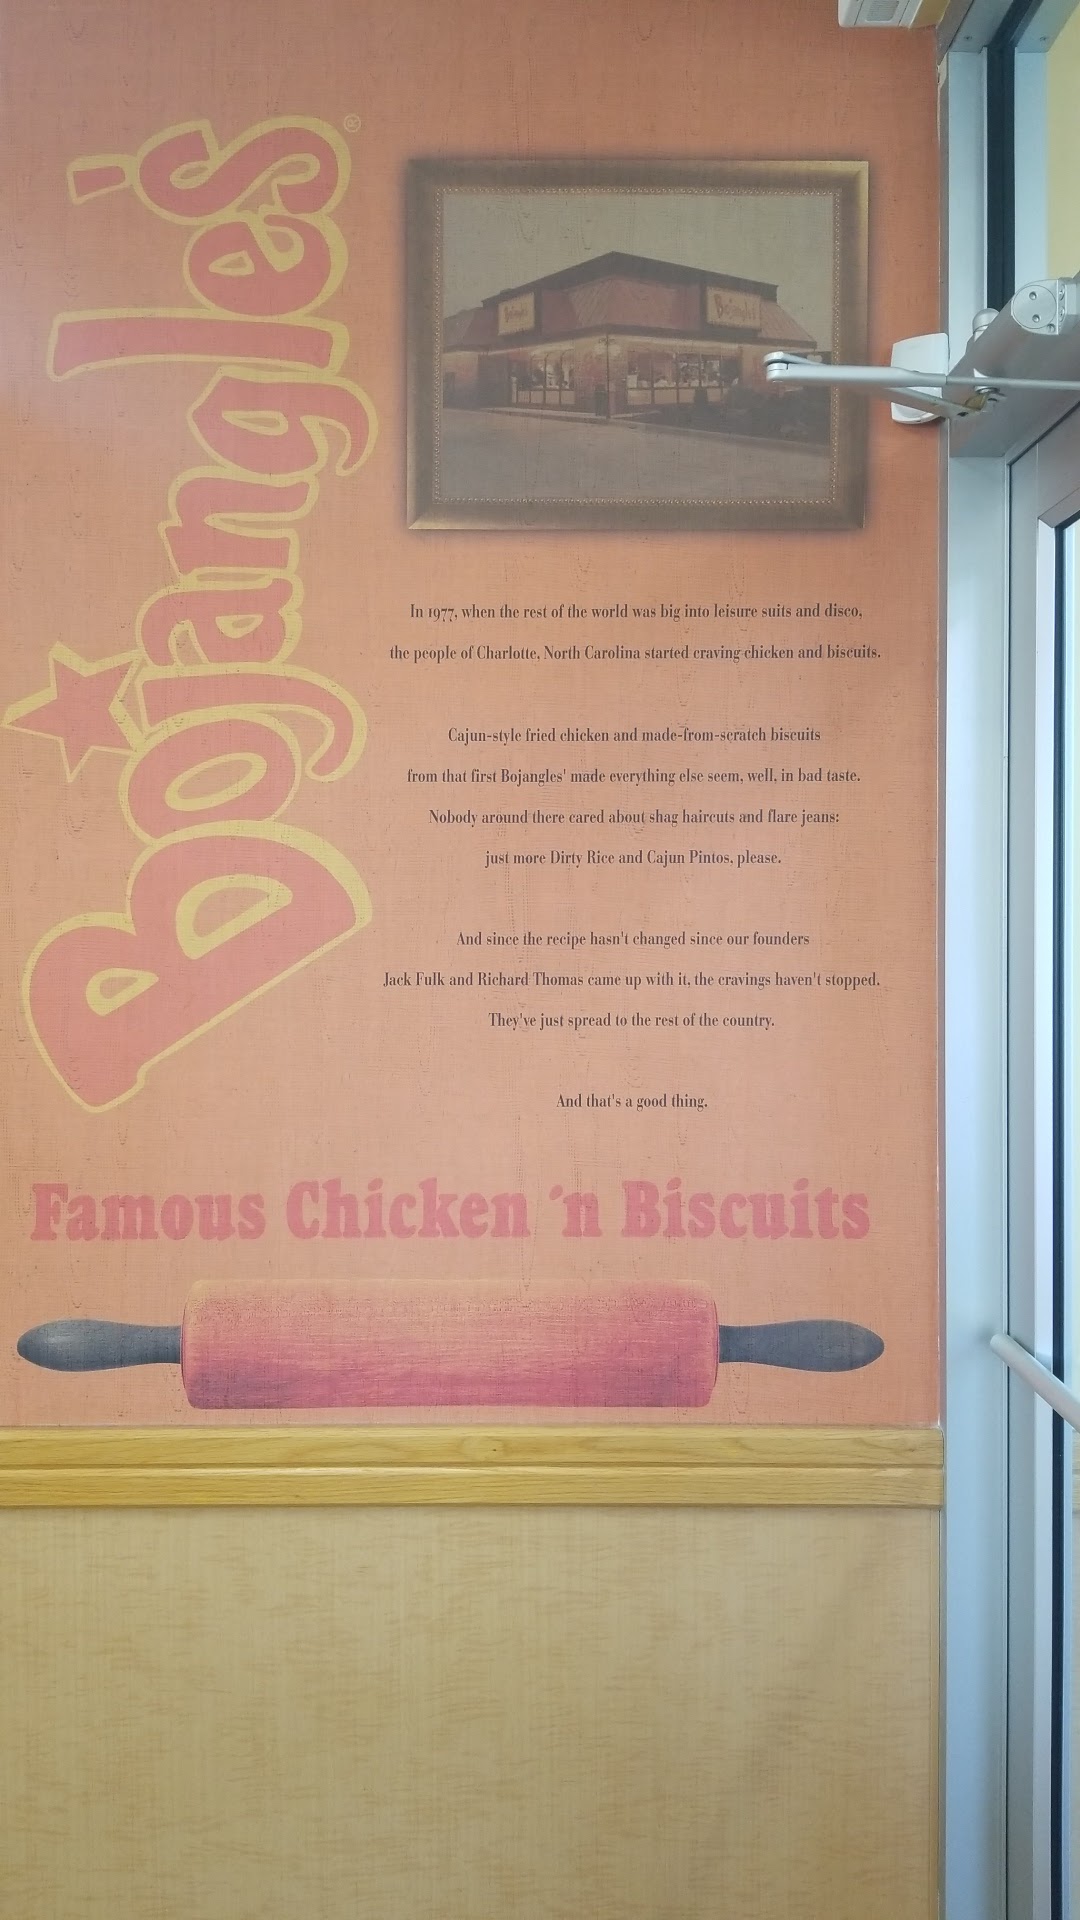 Bojangles'®
Bojangles'
In 1977, when the rest of the world was big into leisure suits and disco,
the people of Charlotte, North Carolina started craving chicken and biscuits.
Cajun-style fried chicken and made-from-scratch biscuits
from that first Bojangles' made everything else seem, well, in bad taste.
Nobody around there cared about shag haircuts and flare jeans:
just more Dirty Rice and Cajun Pintos, please.
And since the recipe hasn't changed since our founders
Jack Fulk and Richard Thomas came up with it, the cravings haven't stopped.
They've just spread to the rest of the country.
And that's a good thing.
Famous Chicken 'n Biscuits